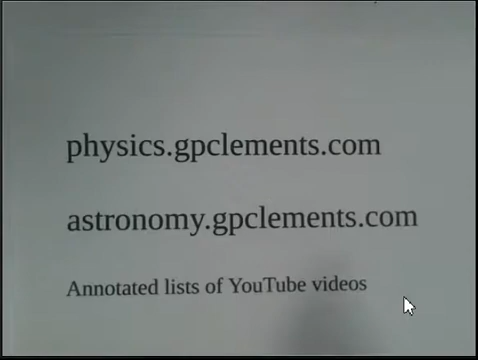 physics.gpclements.com
astronomy.gpclements.com
Annotated lists of YouTube videos